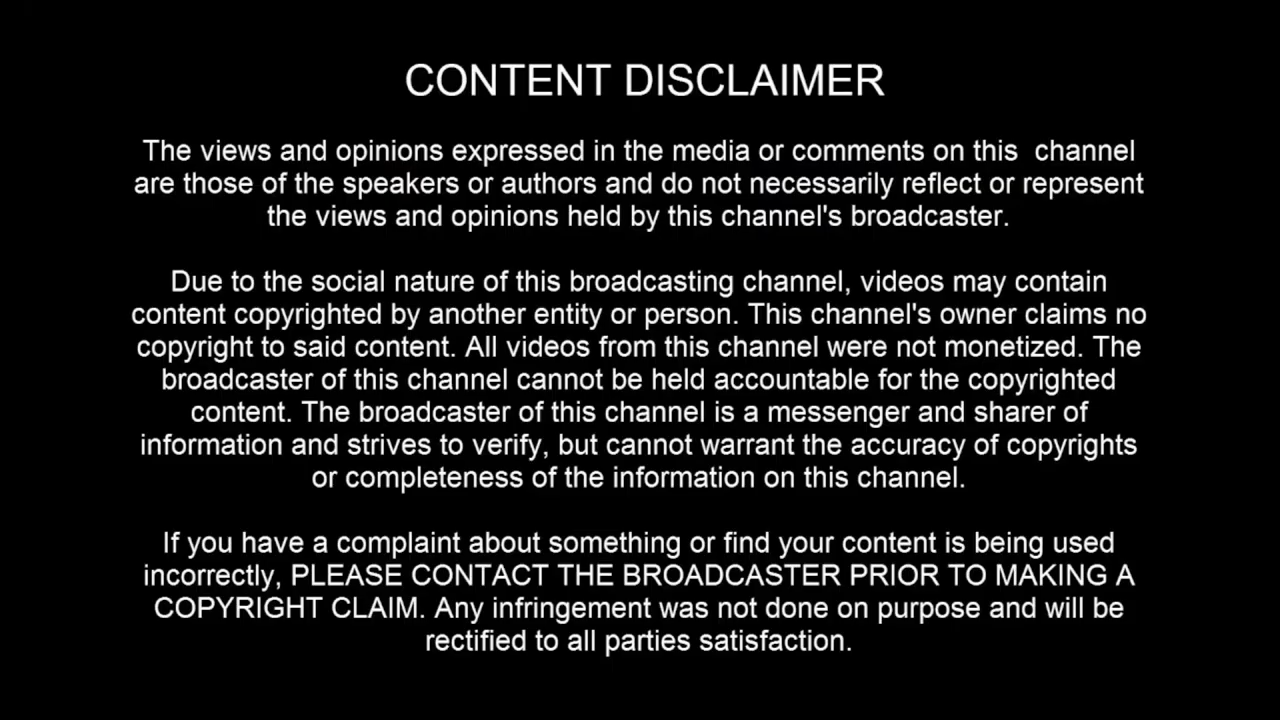 CONTENT DISCLAIMER
The views and opinions expressed in the media or comments on this channel
are those of the speakers or authors and do not necessarily reflect or represent
the views and opinions held by this channel's broadcaster.
Due to the social nature of this broadcasting channel, videos may contain
content copyrighted by another entity or person. This channel's owner claims no
copyright to said content. All videos from this channel were not monetized. The
broadcaster of this channel cannot be held accountable for the copyrighted
content. The broadcaster of this channel is a messenger and sharer of
information and strives to verify, but cannot warrant the accuracy of copyrights
or completeness of the information on this channel.
If you have a complaint about something or find your content is being used
incorrectly, PLEASE CONTACT THE BROADCASTER PRIOR TO MAKING A
COPYRIGHT CLAIM. Any infringement was not done on purpose and will be
rectified to all parties satisfaction.